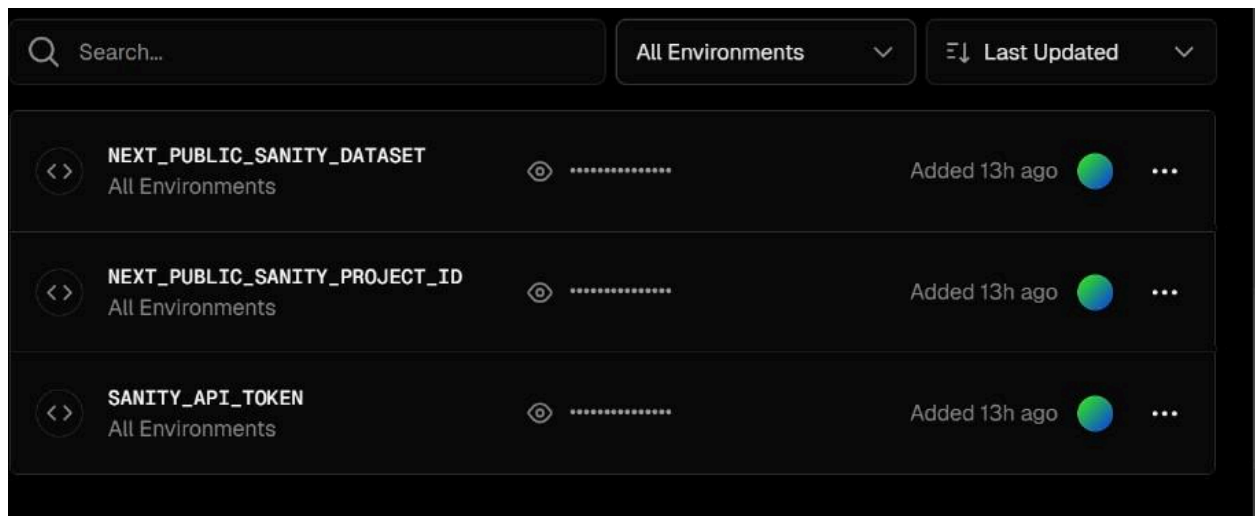 Search...
All Environments
Last Updated
NEXT_PUBLIC_SANITY_DATASET
All Environments
Added 13h ago
NEXT_PUBLIC_SANITY_PROJECT_ID
All Environments
Added 13h ago
SANITY_API_TOKEN
All Environments
Added 13h ago